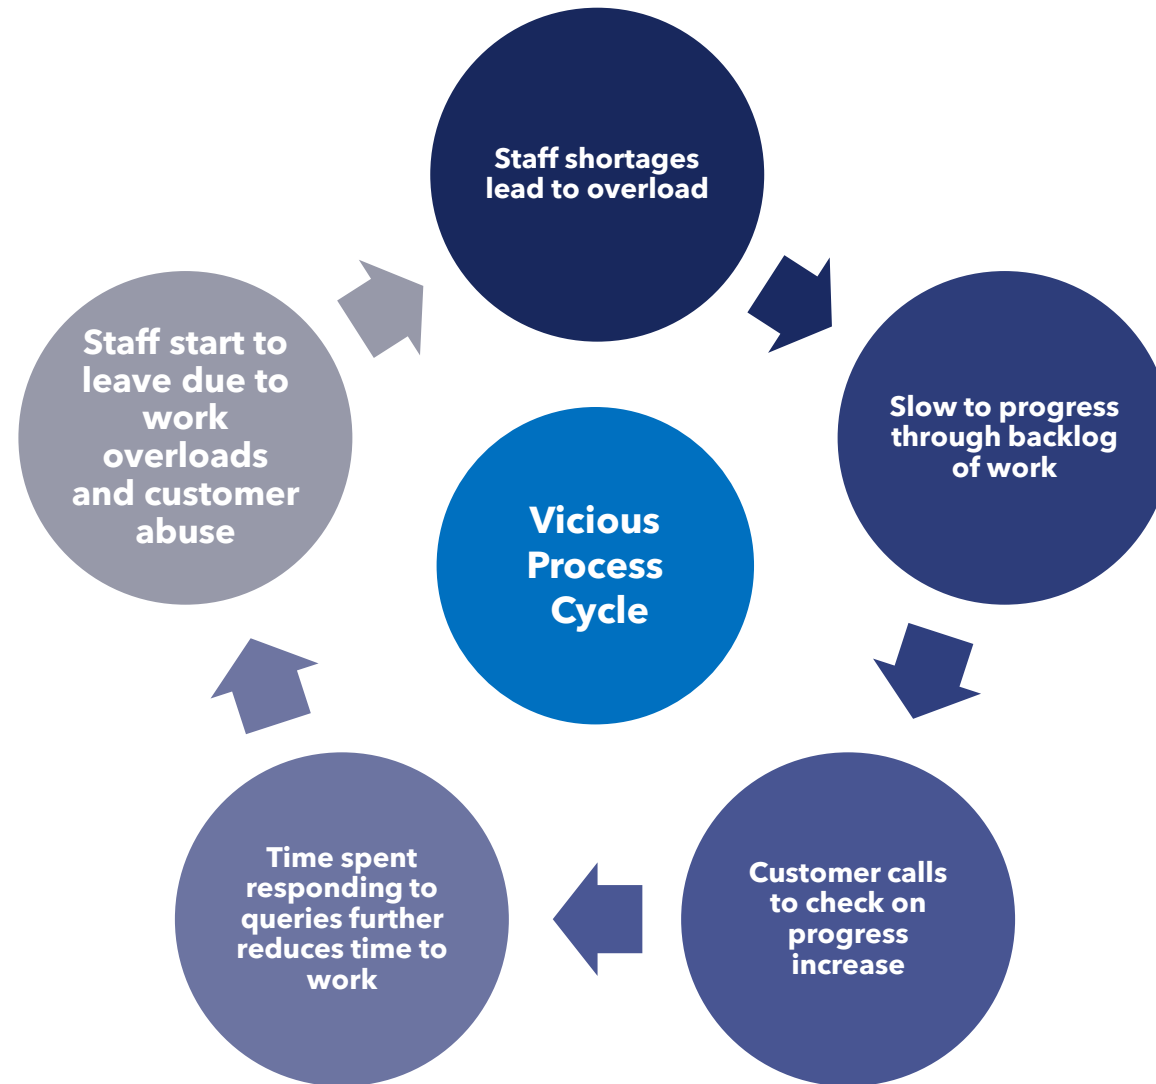 Staff shortages
lead to overload
Slow to progress
through backlog
of work
Customer calls
to check on
progress
increase
Time spent
responding to
queries further
reduces time to
work
Staff start to
leave due to
work
overloads
and customer
abuse
Vicious
Process
Cycle